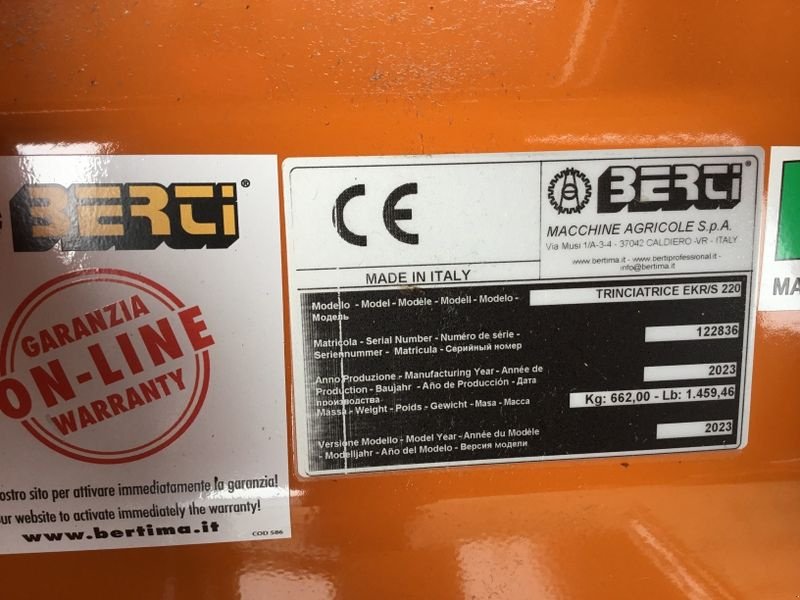 BERTI®
GARANZIA
ON-LINE
WARRANTY
ostro sito per attivare immediatamente la garanzia!
ur website to activate immediately the warranty!
www.bertima.it
COD 586
CE
MADE IN ITALY
BERTI®
MACCHINE AGRICOLE S.p.A.
Via Musi 1/A-3-4 - 37042 CALDIERO -VR - ITALY
www.bertima.it - www.bertiprofessional.it -
info@bertima.it
Modello - Model - Modèle - Modell - Modelo -
Модель
TRINCIATRICE EKR/S 220
Matricola - Serial Number - Numéro de série -
Seriennummer - Matricula - Серийный номер
122836
Anno Produzione - Manufacturing Year - Année de
Production - Baujahr - Año de Producción - Дата
производства
2023
Massa - Weight - Poids - Gewicht - Masa - Масса
Kg: 662,00 - Lb: 1.459,46
Versione Modello - Model Year - Année du Modèle
- Modelljahr - Año del Modelo - Версия модели
2023
MA